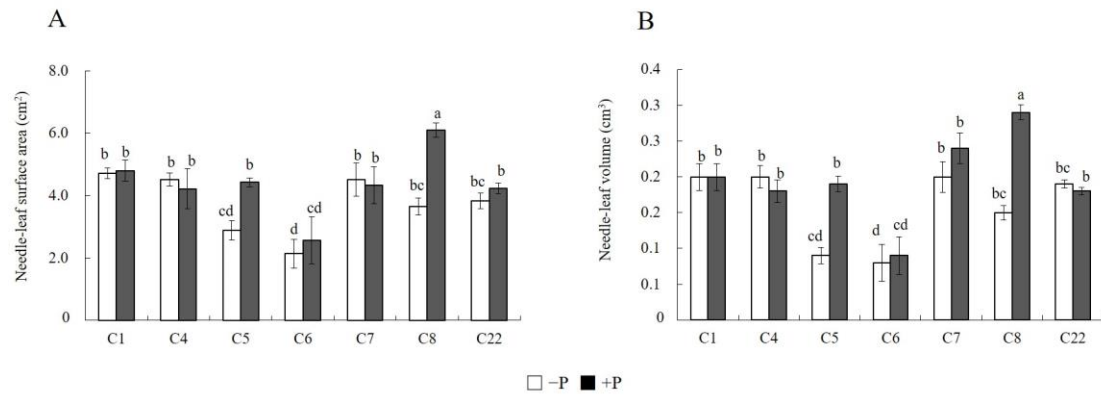 A
Needle-leaf surface area (cm²)
8.0
6.0
4.0
2.0
0
b b b b cd b d cd b b bc a bc b
C1 C4 C5 C6 C7 C8 C22
B
Needle-leaf volume (cm³)
0.4
0.3
0.3
0.2
0.2
0.1
0.1
0
b b b b cd b d cd b b bc a bc b
C1 C4 C5 C6 C7 C8 C22
−P +P